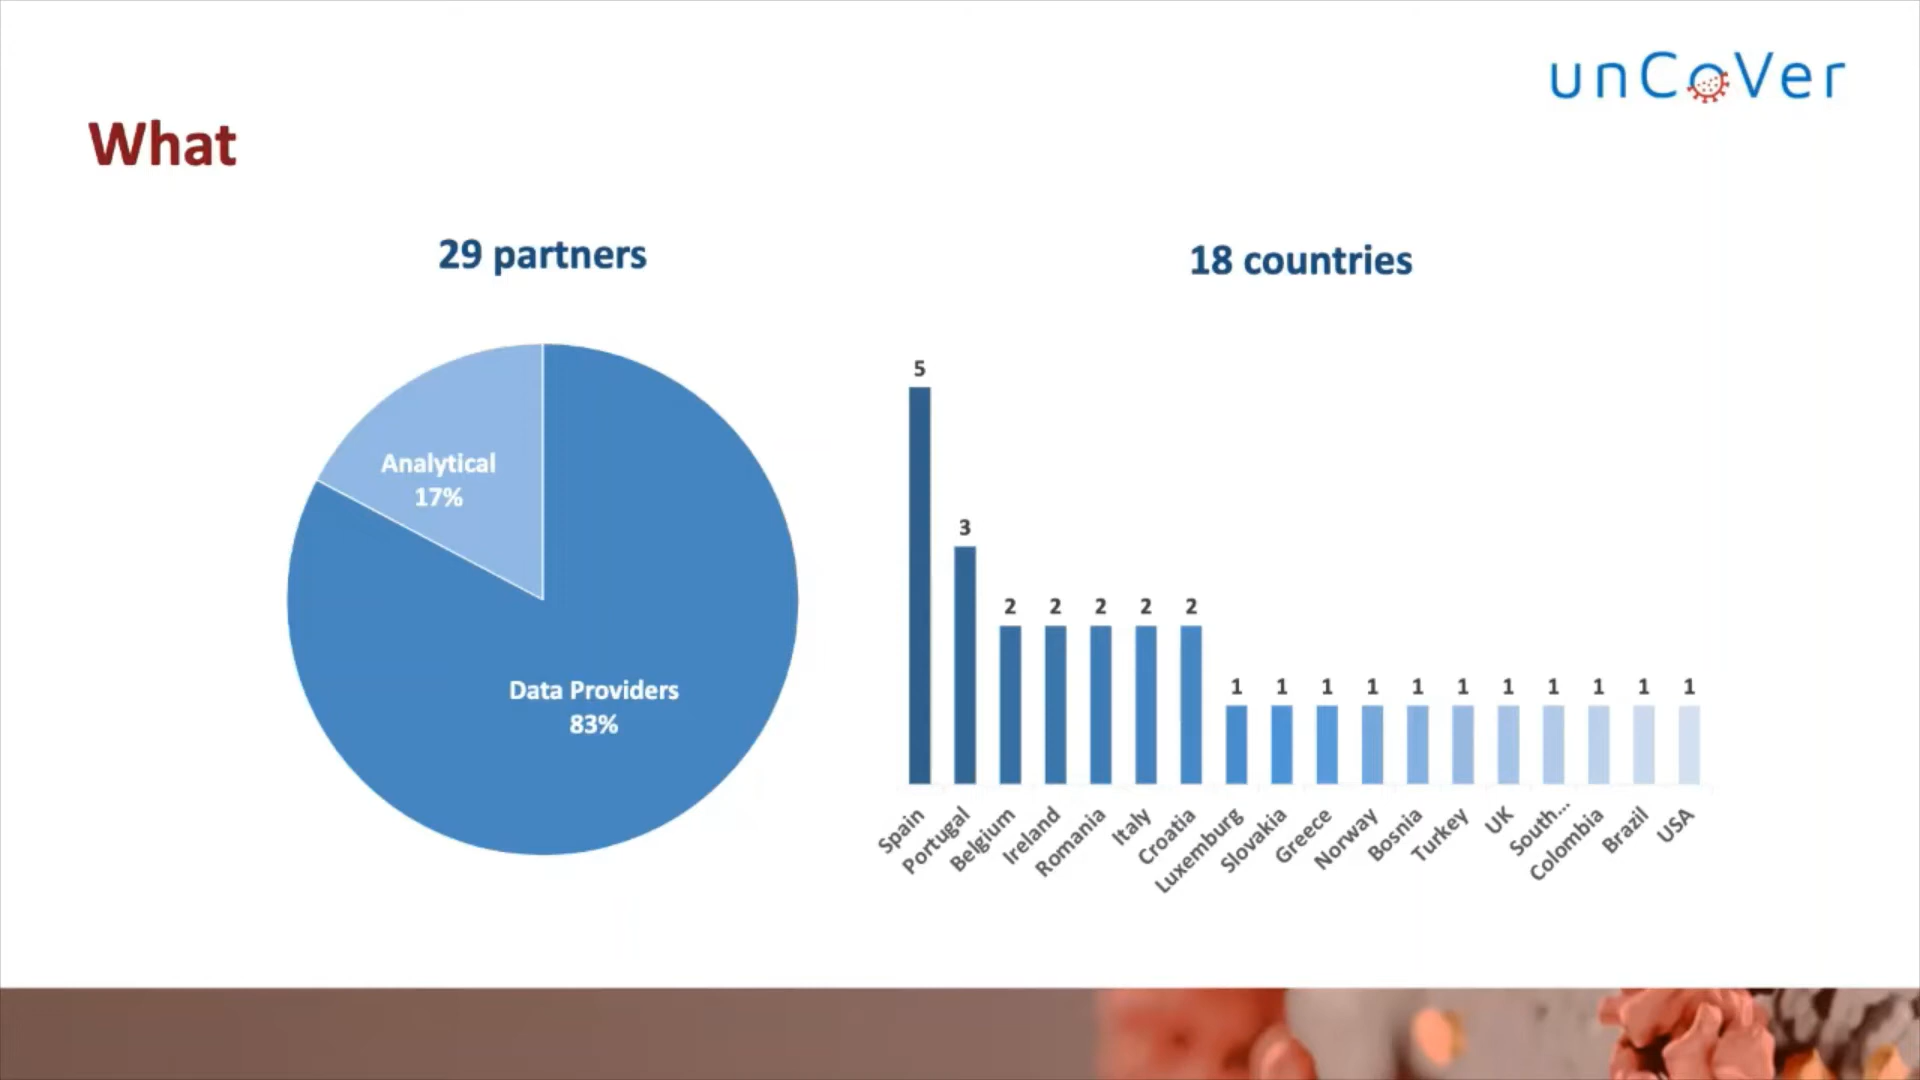 unCoVer
What
29 partners
18 countries
Analytical
17%
Data Providers
83%
5
3
2
2
2
2
2
1
1
1
1
1
1
1
1
1
1
1
Spain
Portugal
Belgium
Ireland
Romania
Italy
Croatia
Luxemburg
Slovakia
Greece
Norway
Bosnia
Turkey
UK
South...
Colombia
Brazil
USA